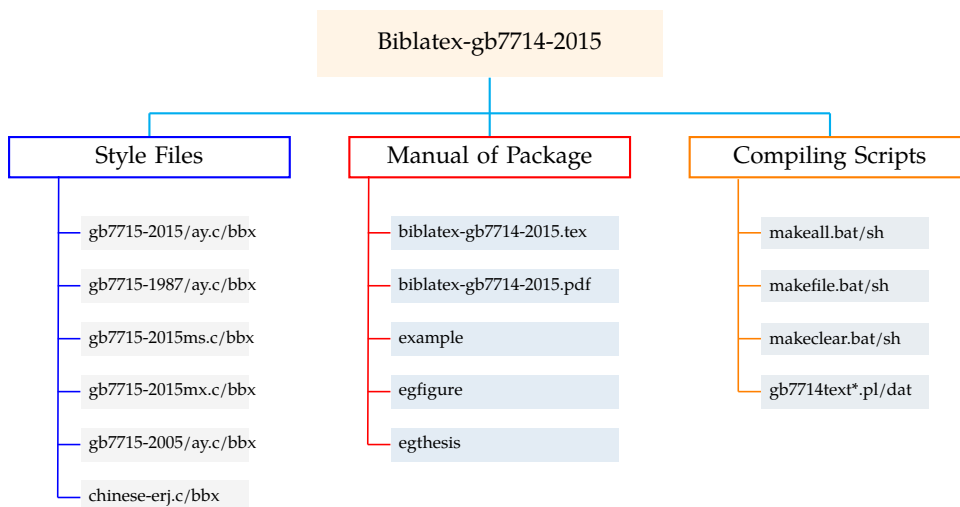 Biblatex-gb7714-2015
Style Files
Manual of Package
Compiling Scripts
gb7715-2015/ay.c/bbx
gb7715-1987/ay.c/bbx
gb7715-2015ms.c/bbx
gb7715-2015mx.c/bbx
gb7715-2005/ay.c/bbx
chinese-erj.c/bbx
biblatex-gb7714-2015.tex
biblatex-gb7714-2015.pdf
example
egfigure
egthesis
makeall.bat/sh
makefile.bat/sh
makeclear.bat/sh
gb7714text*.pl/dat